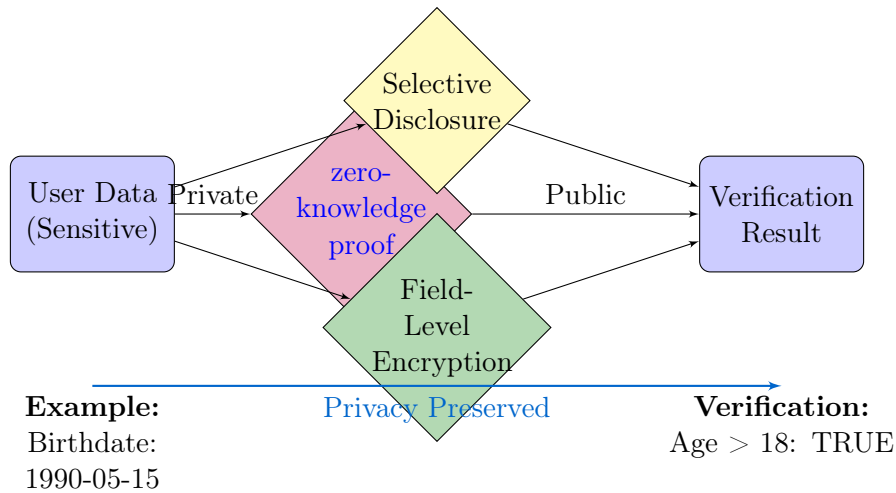 Selective
Disclosure
User Data
(Sensitive)
Private
zero-
knowledge
proof
Public
Verification
Result
Field-
Level
Encryption
Privacy Preserved
Example:
Birthdate:
1990-05-15
Verification:
Age > 18: TRUE